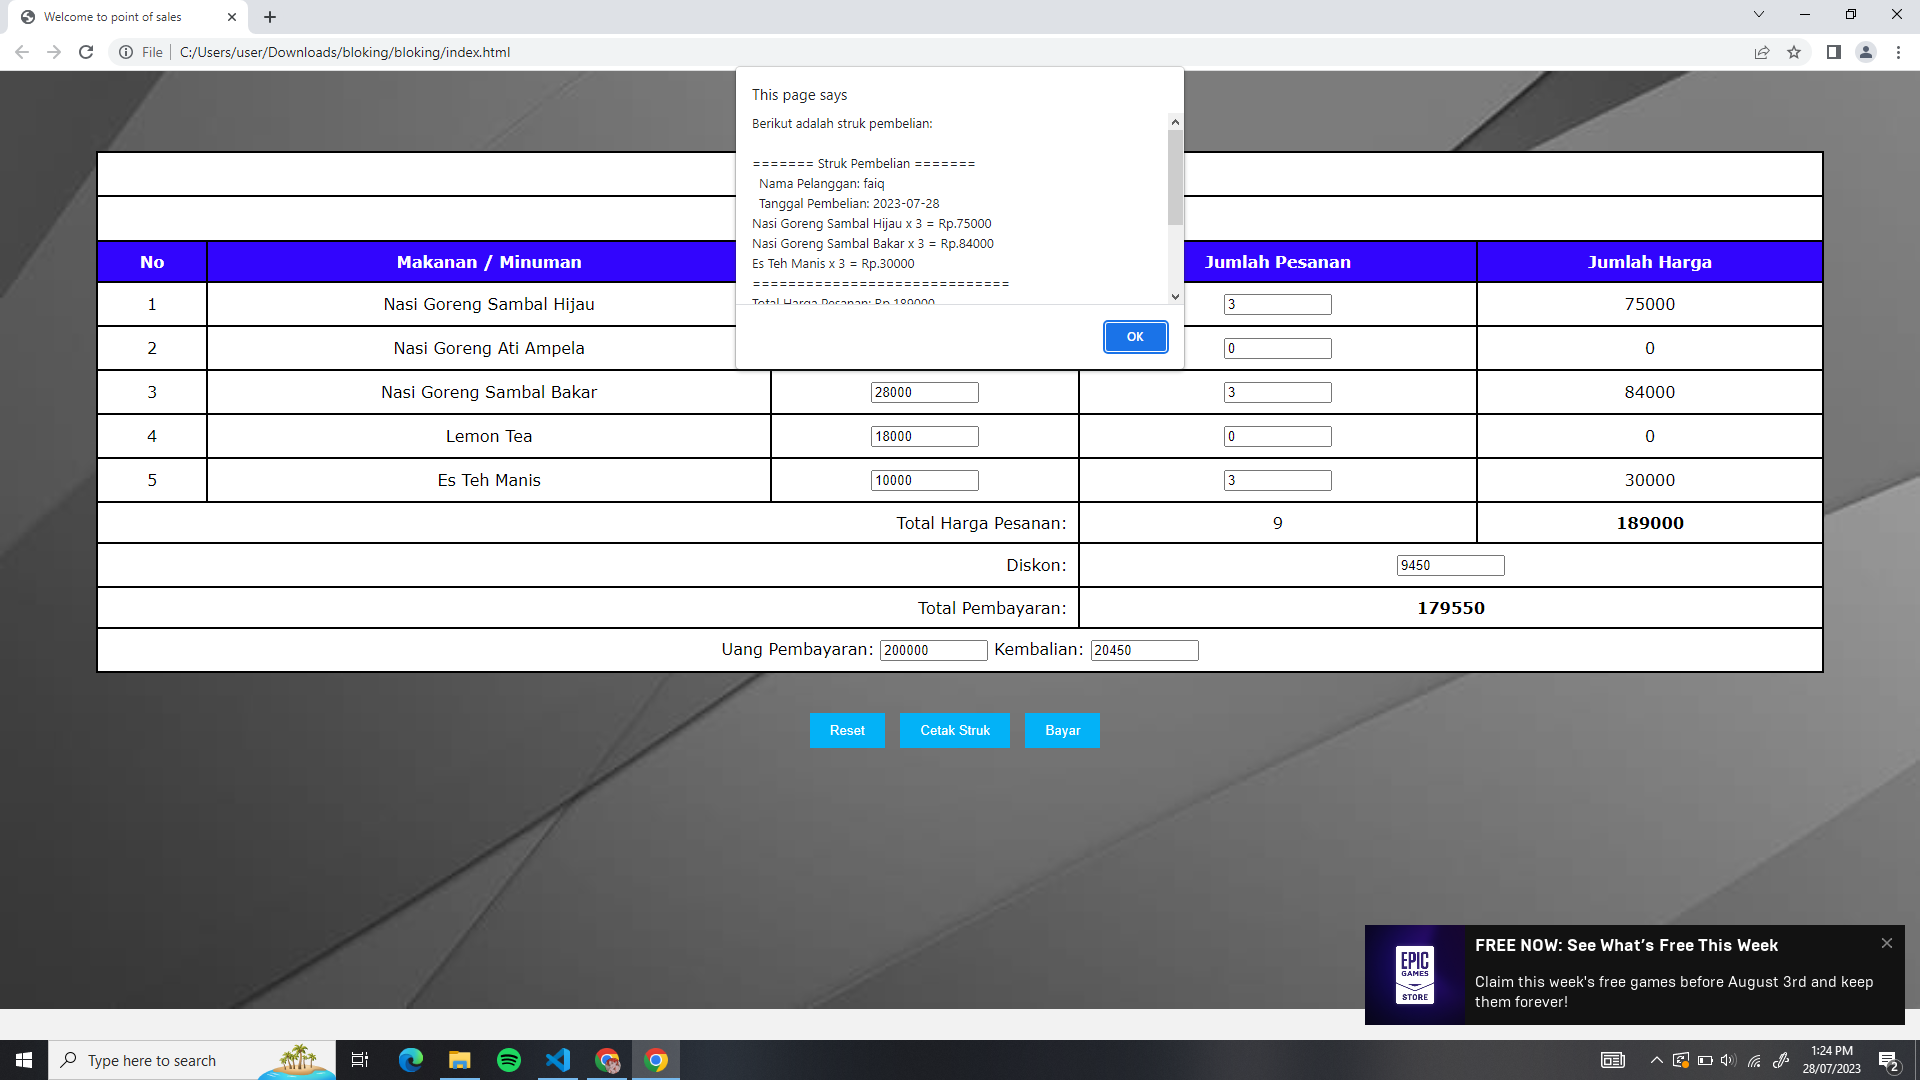 Welcome to point of sales
File
C:/Users/user/Downloads/bloking/bloking/index.html
This page says
Berikut adalah struk pembelian:
======= Struk Pembelian =======
Nama Pelanggan: faiq
Tanggal Pembelian: 2023-07-28
Nasi Goreng Sambal Hijau x 3 = Rp.75000
Nasi Goreng Sambal Bakar x 3 = Rp.84000
Es Teh Manis x 3 = Rp.30000
=============================
Total Harga Pesanan: Rp.189000
OK
No Makanan / Minuman Jumlah Pesanan Jumlah Harga
1 Nasi Goreng Sambal Hijau 3 75000
2 Nasi Goreng Ati Ampela 0 0
3 Nasi Goreng Sambal Bakar 28000 3 84000
4 Lemon Tea 18000 0 0
5 Es Teh Manis 10000 3 30000
Total Harga Pesanan: 9 189000
Diskon: 9450
Total Pembayaran: 179550
Uang Pembayaran: 200000 Kembalian: 20450
Reset Cetak Struk Bayar
EPIC
GAMES
STORE
FREE NOW: See What's Free This Week
Claim this week's free games before August 3rd and keep
them forever!
Type here to search
1:24 PM
28/07/2023
2